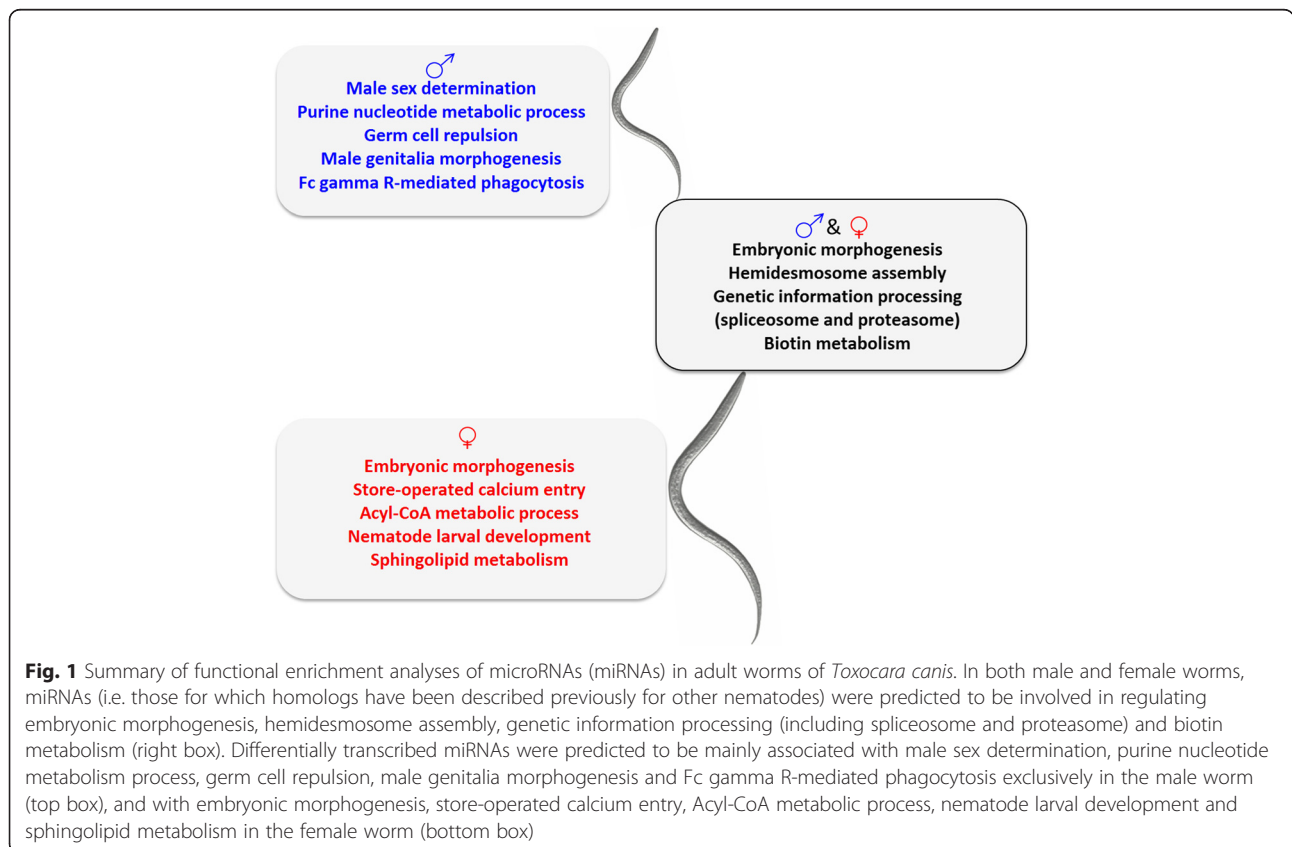 ♂
Male sex determination
Purine nucleotide metabolic process
Germ cell repulsion
Male genitalia morphogenesis
Fc gamma R-mediated phagocytosis
♂ & ♀
Embryonic morphogenesis
Hemidesmosome assembly
Genetic information processing
(spliceosome and proteasome)
Biotin metabolism
♀
Embryonic morphogenesis
Store-operated calcium entry
Acyl-CoA metabolic process
Nematode larval development
Sphingolipid metabolism
Fig. 1 Summary of functional enrichment analyses of microRNAs (miRNAs) in adult worms of Toxocara canis. In both male and female worms,
miRNAs (i.e. those for which homologs have been described previously for other nematodes) were predicted to be involved in regulating
embryonic morphogenesis, hemidesmosome assembly, genetic information processing (including spliceosome and proteasome) and biotin
metabolism (right box). Differentially transcribed miRNAs were predicted to be mainly associated with male sex determination, purine nucleotide
metabolism process, germ cell repulsion, male genitalia morphogenesis and Fc gamma R-mediated phagocytosis exclusively in the male worm
(top box), and with embryonic morphogenesis, store-operated calcium entry, Acyl-CoA metabolic process, nematode larval development and
sphingolipid metabolism in the female worm (bottom box)